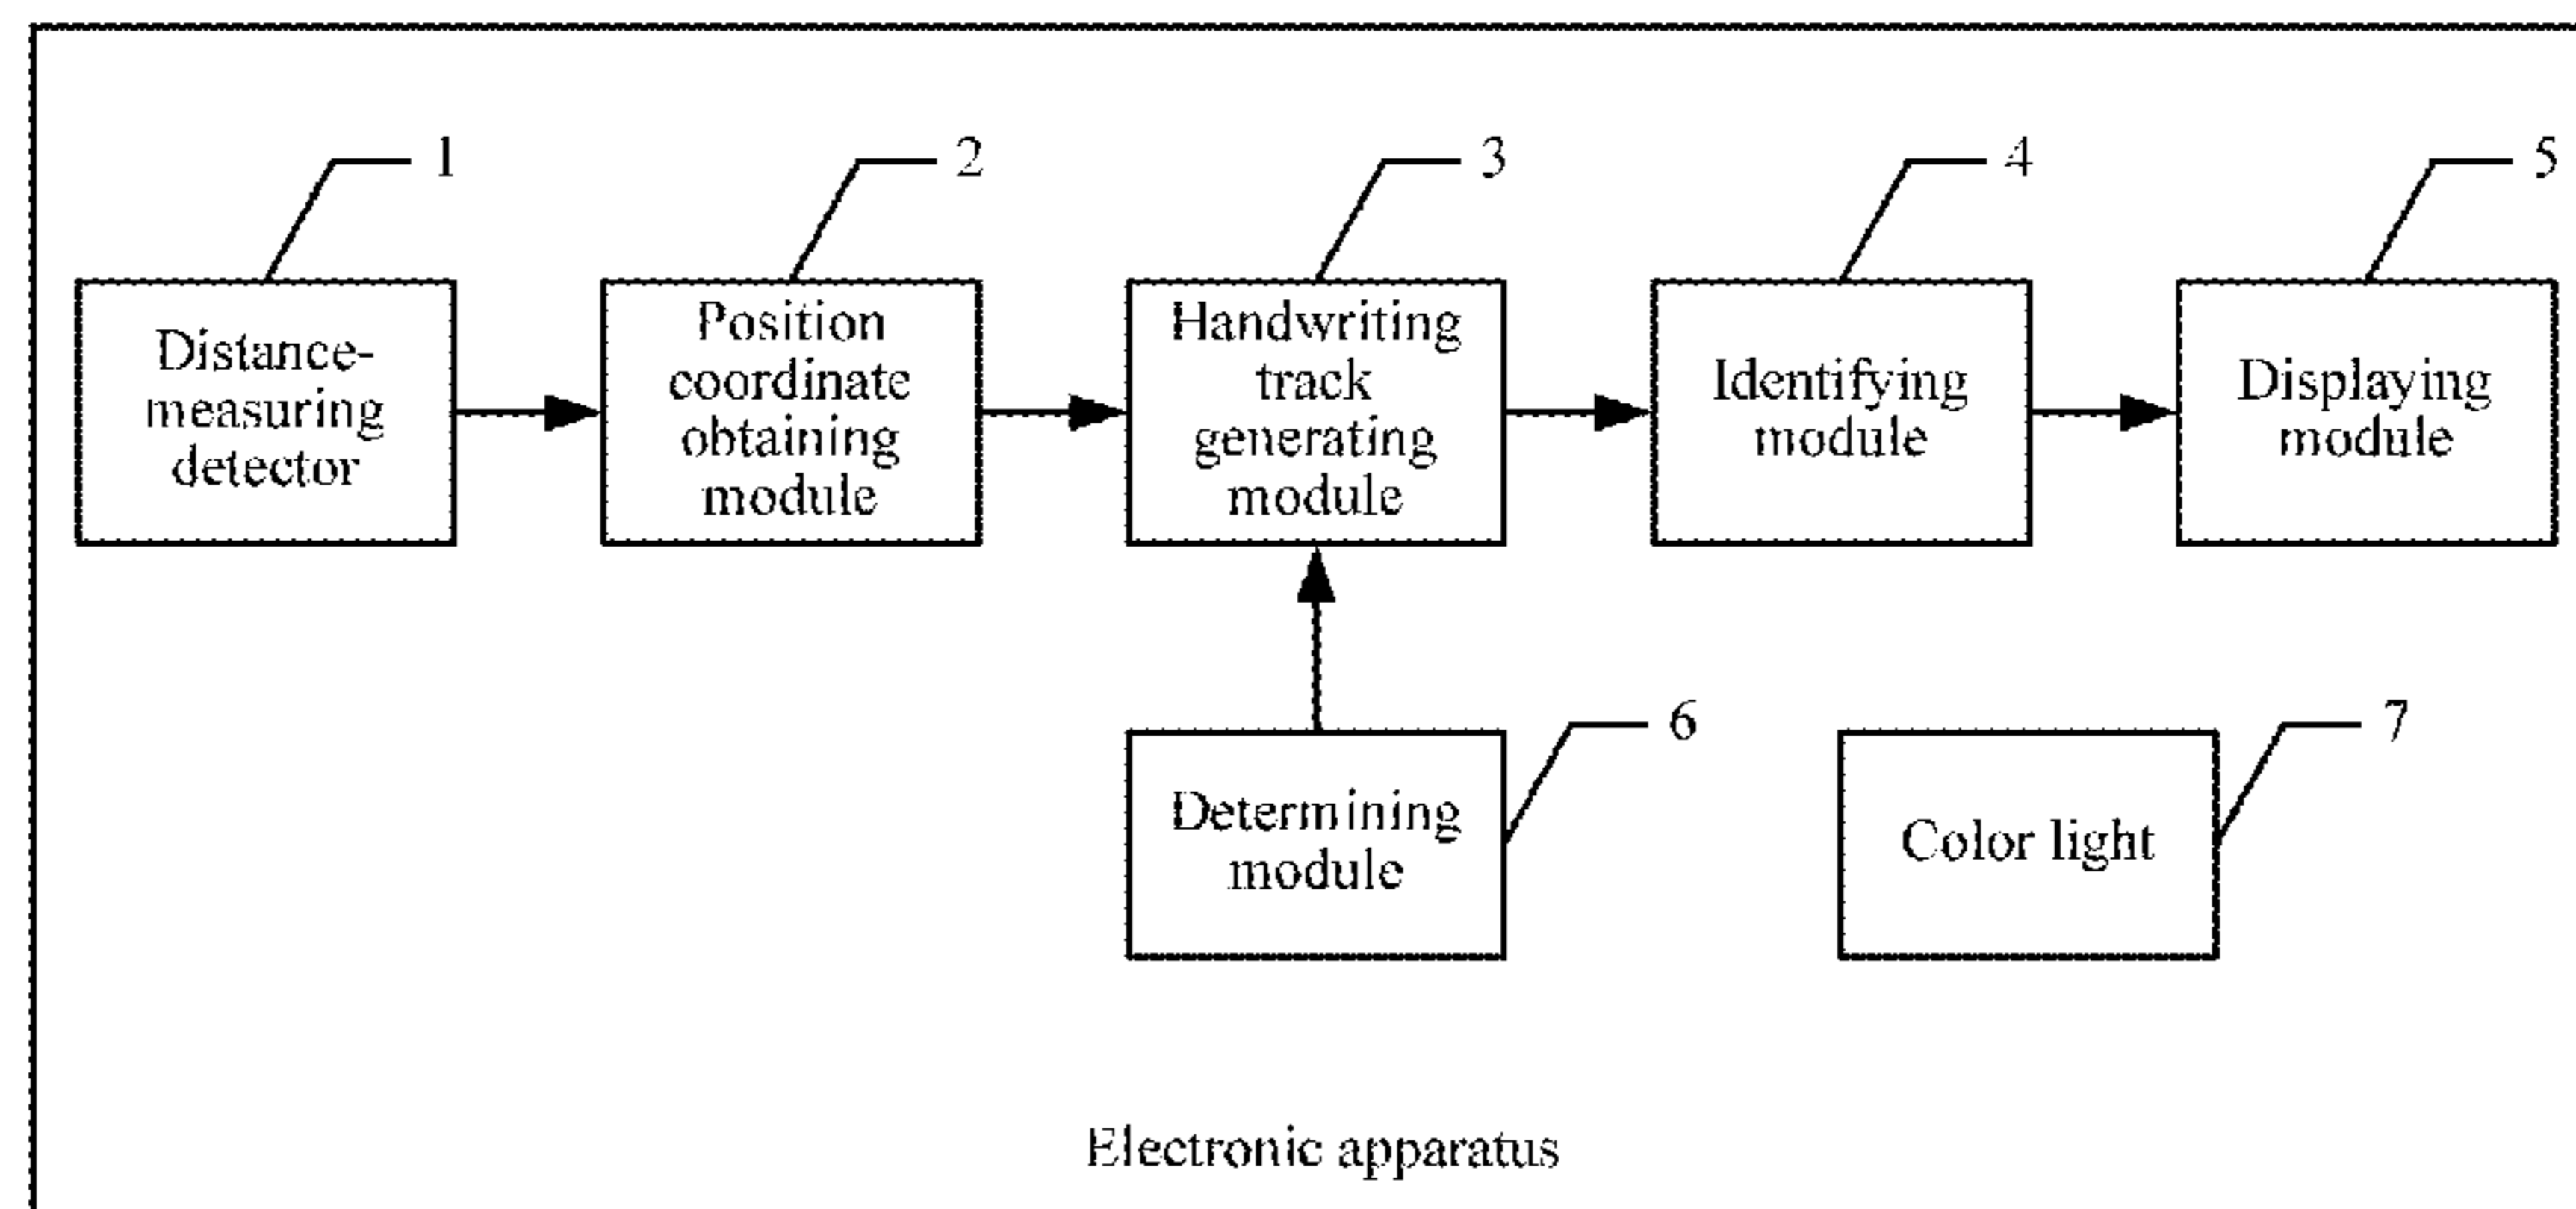 1
2
3
4
5
Distance-
measuring
detector
Position
coordinate
obtaining
module
Handwriting
track
generating
module
Identifying
module
Displaying
module
6
7
Determining
module
Color light
Electronic apparatus